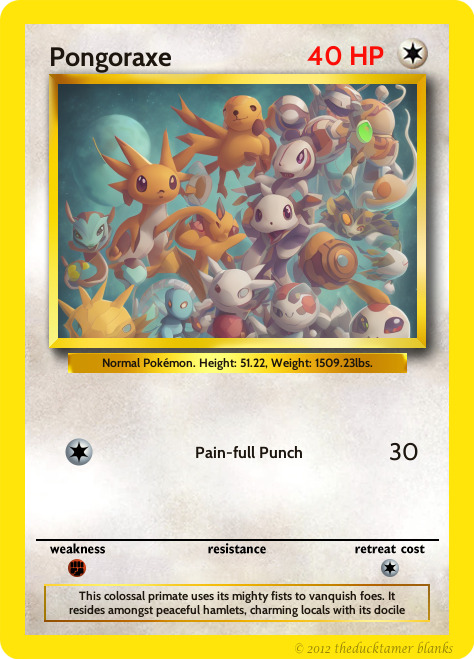 Pongoraxe 40 HP
Normal Pokémon. Height: 51.22, Weight: 1509.23lbs.
Pain-full Punch 30
weakness resistance retreat cost
This colossal primate uses its mighty fists to vanquish foes. It
resides amongst peaceful hamlets, charming locals with its docile
© 2012 theducktamer blanks